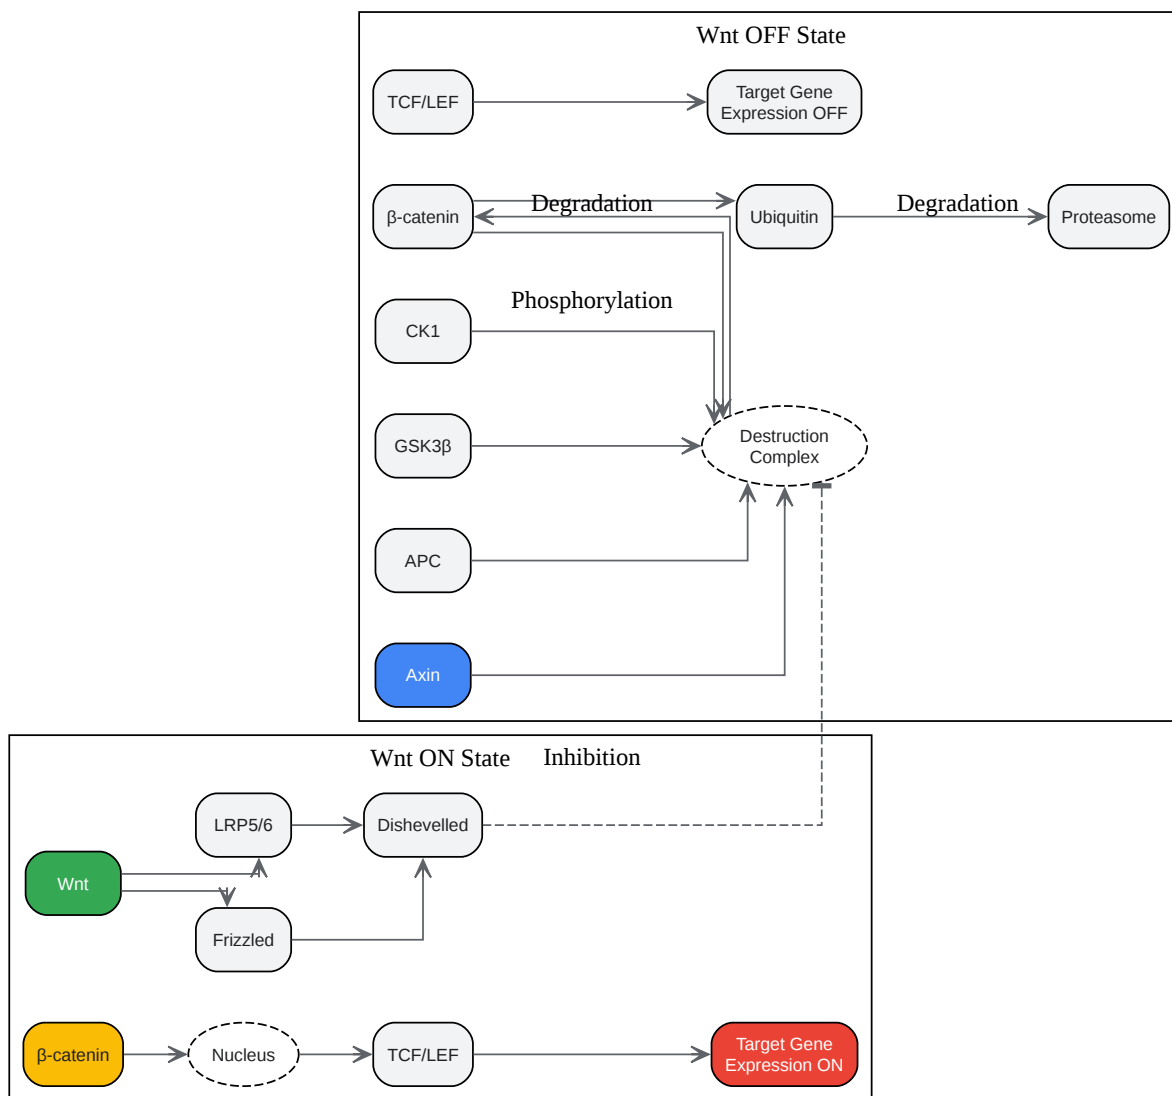 Wnt OFF State
TCF/LEF
Target Gene
Expression OFF
β-catenin
Degradation
Ubiquitin
Degradation
Proteasome
Phosphorylation
CK1
GSK3β
Destruction
Complex
APC
Axin
Wnt ON State
Inhibition
LRP5/6
Dishevelled
Wnt
Frizzled
β-catenin
Nucleus
TCF/LEF
Target Gene
Expression ON